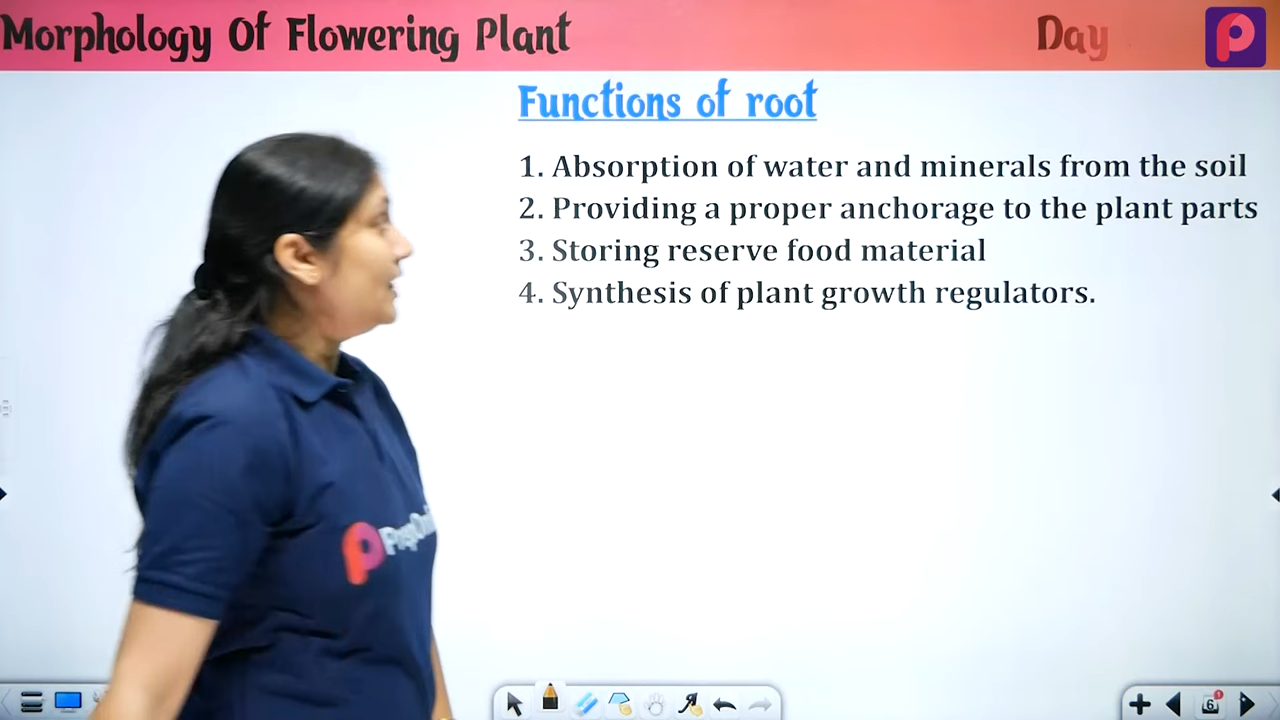 Morphology Of Flowering Plant
Day
Functions of root
1. Absorption of water and minerals from the soil
2. Providing a proper anchorage to the plant parts
3. Storing reserve food material
4. Synthesis of plant growth regulators.